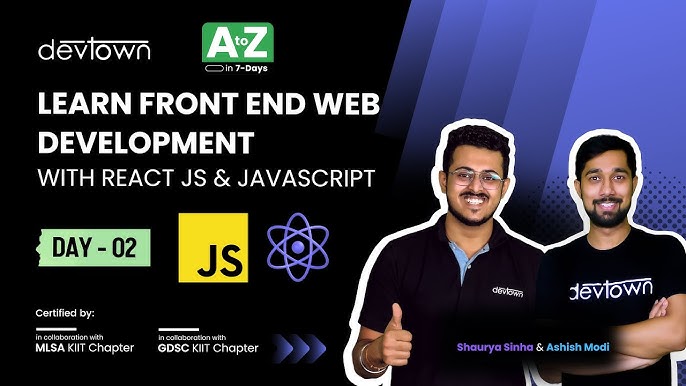 devtown
A to Z
in 7-Days
LEARN FRONT END WEB
DEVELOPMENT
WITH REACT JS & JAVASCRIPT
DAY - 02
JS
Certified by:
in collaboration with
MLSA KIIT Chapter
in collaboration with
GDSC KIIT Chapter
devtown
devtown
Shaurya Sinha & Ashish Modi